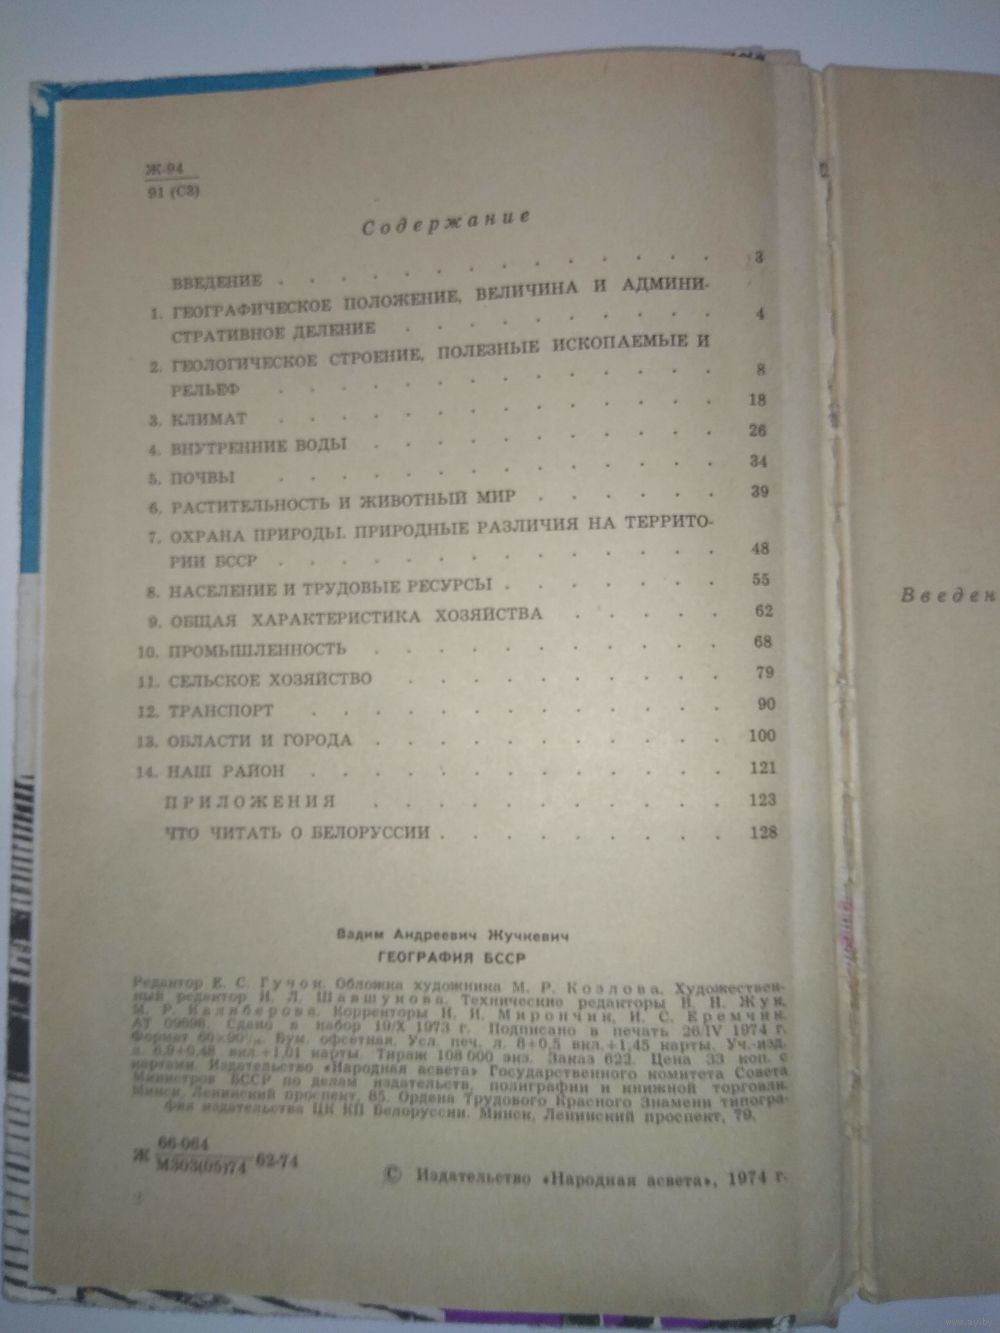 Ж-94
91 (С3)
Содержание
ВВЕДЕНИЕ . . . . . . . . . . . . . . 3
1. ГЕОГРАФИЧЕСКОЕ ПОЛОЖЕНИЕ, ВЕЛИЧИНА И АДМИНИ-
СТРАТИВНОЕ ДЕЛЕНИЕ . . . . . . . . . . 4
2. ГЕОЛОГИЧЕСКОЕ СТРОЕНИЕ, ПОЛЕЗНЫЕ ИСКОПАЕМЫЕ И
РЕЛЬЕФ . . . . . . . . . . . . . . 8
3. КЛИМАТ . . . . . . . . . . . . . . 18
4. ВНУТРЕННИЕ ВОДЫ . . . . . . . . . . . 26
5. ПОЧВЫ . . . . . . . . . . . . . . 34
6. РАСТИТЕЛЬНОСТЬ И ЖИВОТНЫЙ МИР . . . . . . 39
7. ОХРАНА ПРИРОДЫ. ПРИРОДНЫЕ РАЗЛИЧИЯ НА ТЕРРИТО-
РИИ БССР . . . . . . . . . . . . . . 48
8. НАСЕЛЕНИЕ И ТРУДОВЫЕ РЕСУРСЫ . . . . . . . 55
9. ОБЩАЯ ХАРАКТЕРИСТИКА ХОЗЯЙСТВА . . . . . 62
10. ПРОМЫШЛЕННОСТЬ . . . . . . . . . . . 68
11. СЕЛЬСКОЕ ХОЗЯЙСТВО . . . . . . . . . . 79
12. ТРАНСПОРТ . . . . . . . . . . . . . 90
13. ОБЛАСТИ И ГОРОДА . . . . . . . . . . . 100
14. НАШ РАЙОН . . . . . . . . . . . . . 121
ПРИЛОЖЕНИЯ . . . . . . . . . . . 123
ЧТО ЧИТАТЬ О БЕЛОРУССИИ . . . . . . . . . 128
Вадим Андреевич Жучкевич
ГЕОГРАФИЯ БССР
Редактор Е. С. Гучок. Обложка художника М. Р. Козлова. Художествен-
ный редактор И. Л. Шавшукова. Технические редакторы В. Н. Жук,
М. Р. Калиберова. Корректоры И. И. Мирончик, И. С. Кремчик.
АТ 09696. Сдано в набор 19/X 1973 г. Подписано в печать 26/IV 1974 г.
Формат 60×90¹/₁₆. Бум. офсетная. Усл. печ. л. 8+0,5 вкл.+1,45 карты. Уч.-изд.
л. 6,9+0,48 вкл.+1,01 карты. Тираж 108 000 экз. Заказ 622. Цена 33 коп. с
картами. Издательство «Народная асвета» Государственного комитета Совета
Министров БССР по делам издательств, полиграфии и книжной торговли.
Минск, Ленинский проспект, 85. Ордена Трудового Красного Знамени типогра-
фия издательства ЦК КП Белоруссии. Минск, Ленинский проспект, 79.
66-064
Ж М303(05)74 62-74
© Издательство «Народная асвета», 1974 г.
2
Введен
www.ay.by